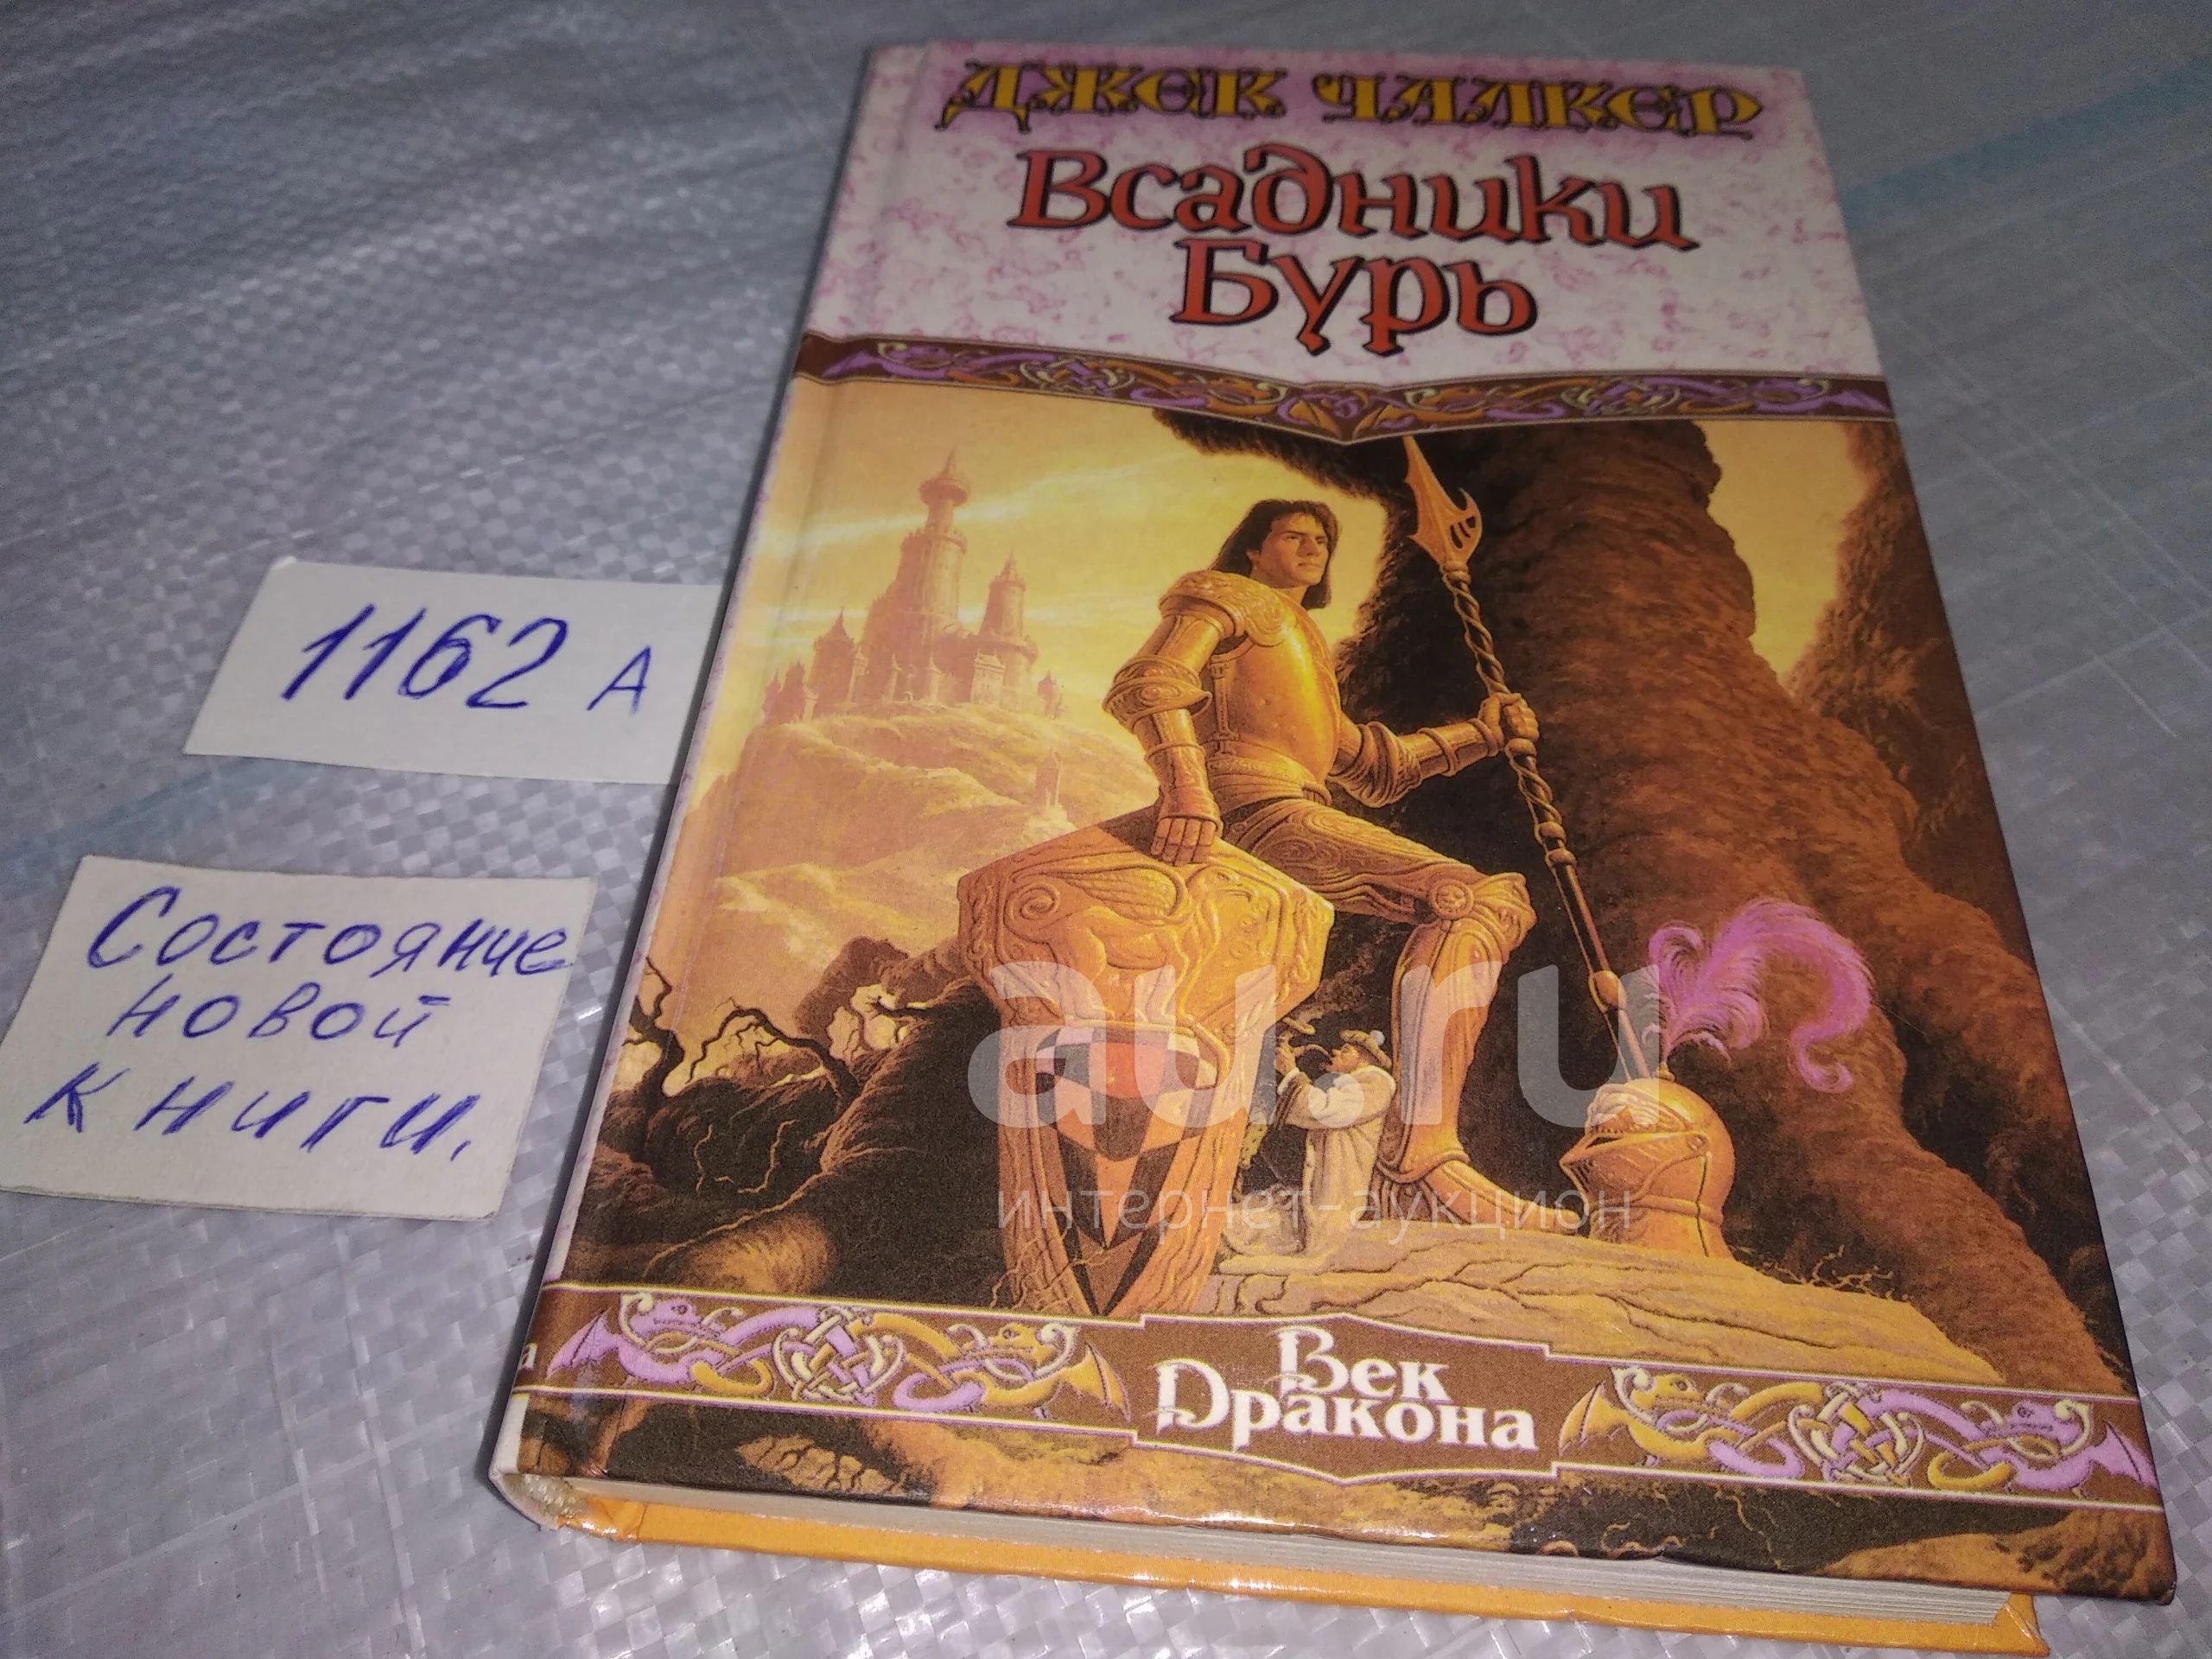 ДЖЕК ЧАЛКЕР
Всадники
Бурь
1162 А
Состояние
новой
книги.
au.ru
интернет-аукцион
Век
Дракона
а